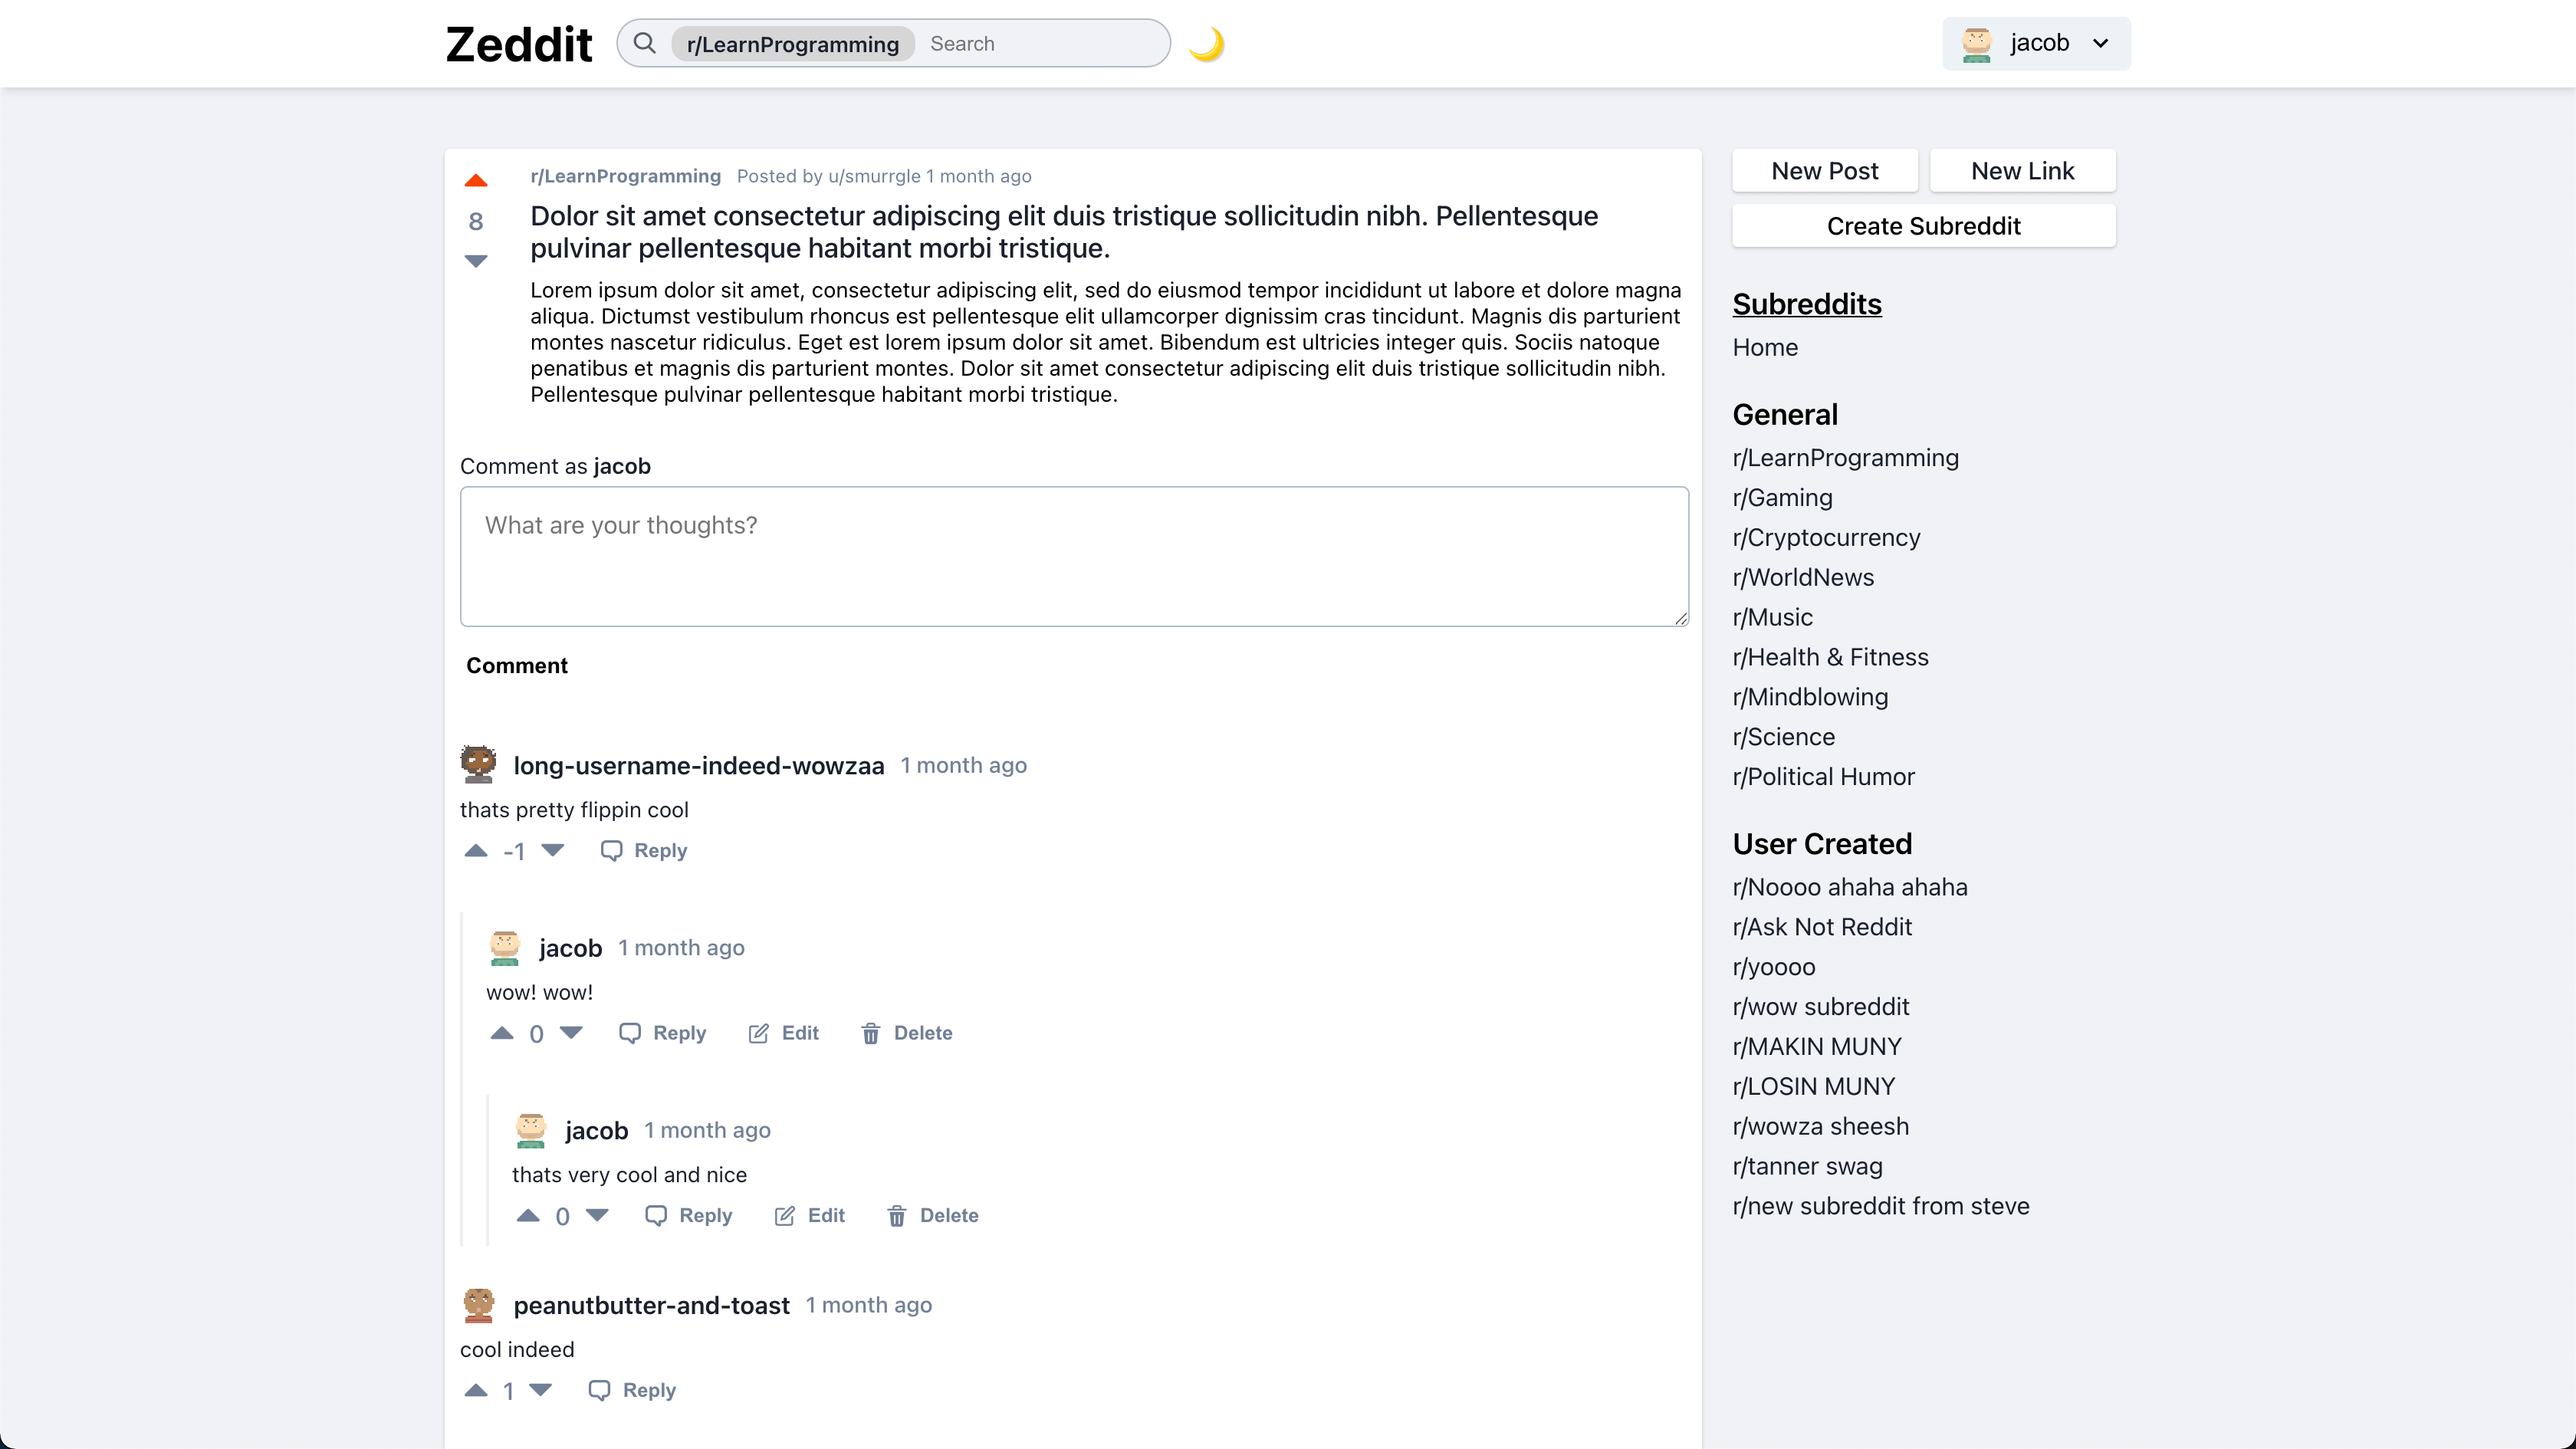 Zeddit
r/LearnProgramming Search
jacob
r/LearnProgramming Posted by u/smurrgle 1 month ago
8
Dolor sit amet consectetur adipiscing elit duis tristique sollicitudin nibh. Pellentesque
pulvinar pellentesque habitant morbi tristique.
Lorem ipsum dolor sit amet, consectetur adipiscing elit, sed do eiusmod tempor incididunt ut labore et dolore magna
aliqua. Dictumst vestibulum rhoncus est pellentesque elit ullamcorper dignissim cras tincidunt. Magnis dis parturient
montes nascetur ridiculus. Eget est lorem ipsum dolor sit amet. Bibendum est ultricies integer quis. Sociis natoque
penatibus et magnis dis parturient montes. Dolor sit amet consectetur adipiscing elit duis tristique sollicitudin nibh.
Pellentesque pulvinar pellentesque habitant morbi tristique.
Comment as jacob
What are your thoughts?
Comment
long-username-indeed-wowzaa 1 month ago
thats pretty flippin cool
-1 Reply
jacob 1 month ago
wow! wow!
0 Reply Edit Delete
jacob 1 month ago
thats very cool and nice
0 Reply Edit Delete
peanutbutter-and-toast 1 month ago
cool indeed
1 Reply
New Post New Link
Create Subreddit
Subreddits
Home
General
r/LearnProgramming
r/Gaming
r/Cryptocurrency
r/WorldNews
r/Music
r/Health & Fitness
r/Mindblowing
r/Science
r/Political Humor
User Created
r/Noooo ahaha ahaha
r/Ask Not Reddit
r/yoooo
r/wow subreddit
r/MAKIN MUNY
r/LOSIN MUNY
r/wowza sheesh
r/tanner swag
r/new subreddit from steve